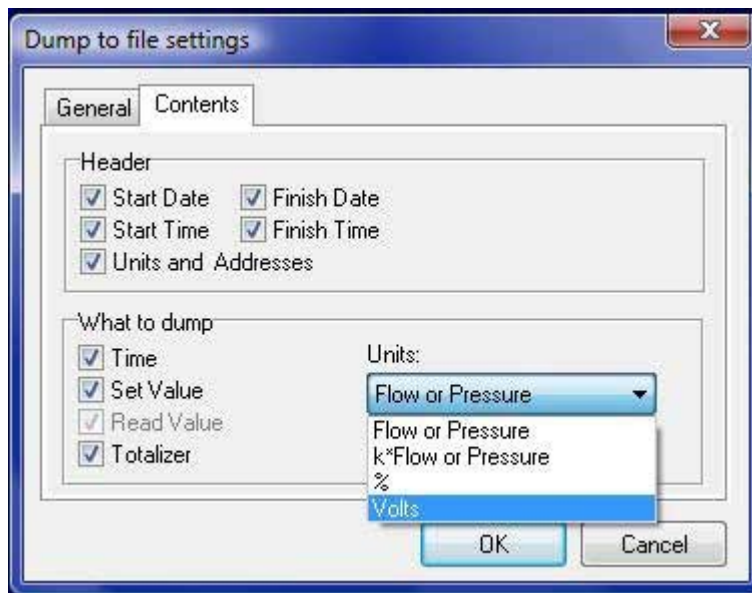 Dump to file settings
General Contents
Header
Start Date Finish Date
Start Time Finish Time
Units and Addresses
What to dump
Time
Set Value
Read Value
Totalizer
Units:
Flow or Pressure
Flow or Pressure
k*Flow or Pressure
%
Volts
OK Cancel